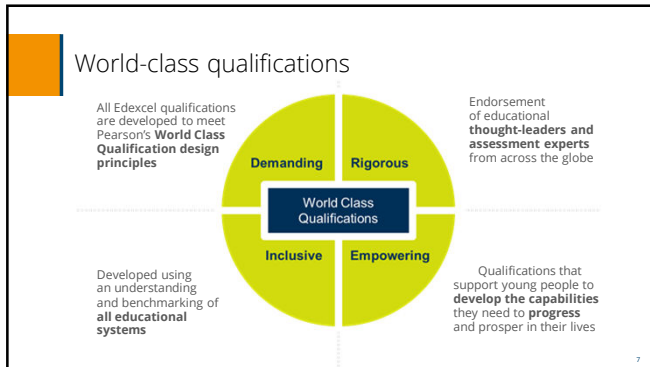 World-class qualifications
All Edexcel qualifications
are developed to meet
Pearson's World Class
Qualification design
principles
Endorsement
of educational
thought-leaders and
assessment experts
from across the globe
Demanding
Rigorous
World Class
Qualifications
Inclusive
Empowering
Developed using
an understanding
and benchmarking of
all educational
systems
Qualifications that
support young people to
develop the capabilities
they need to progress
and prosper in their lives
7